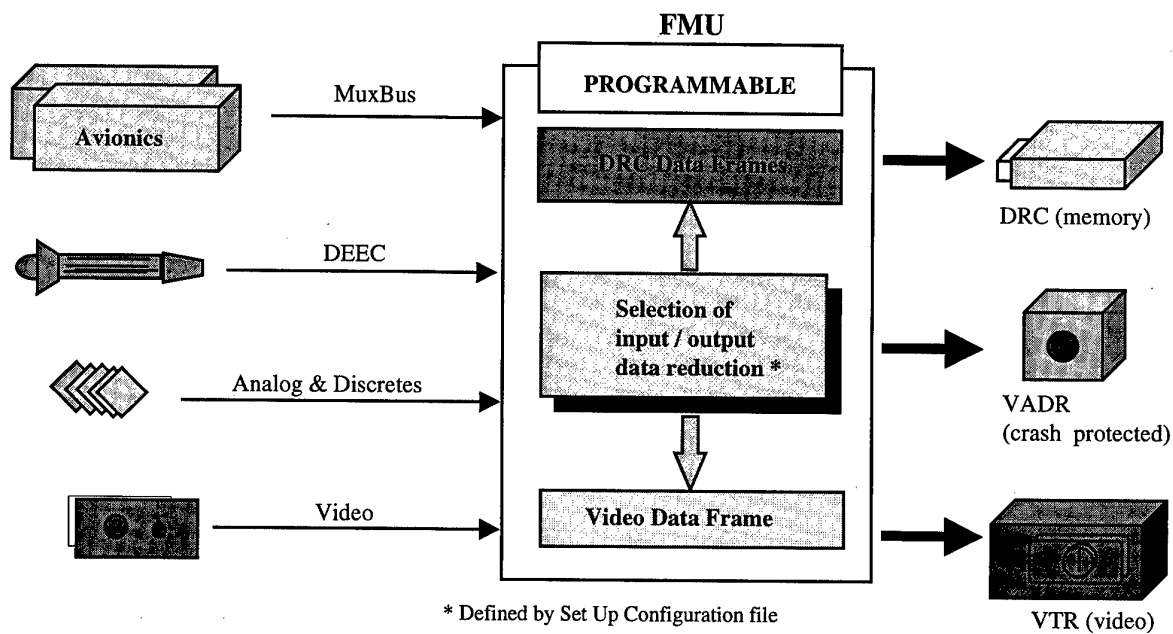 FMU
PROGRAMMABLE
MuxBus
Avionics
DRC Data Frames
DRC (memory)
DEEC
Selection of
input / output
data reduction *
Analog & Discretes
VADR
(crash protected)
Video
Video Data Frame
* Defined by Set Up Configuration file
VTR (video)